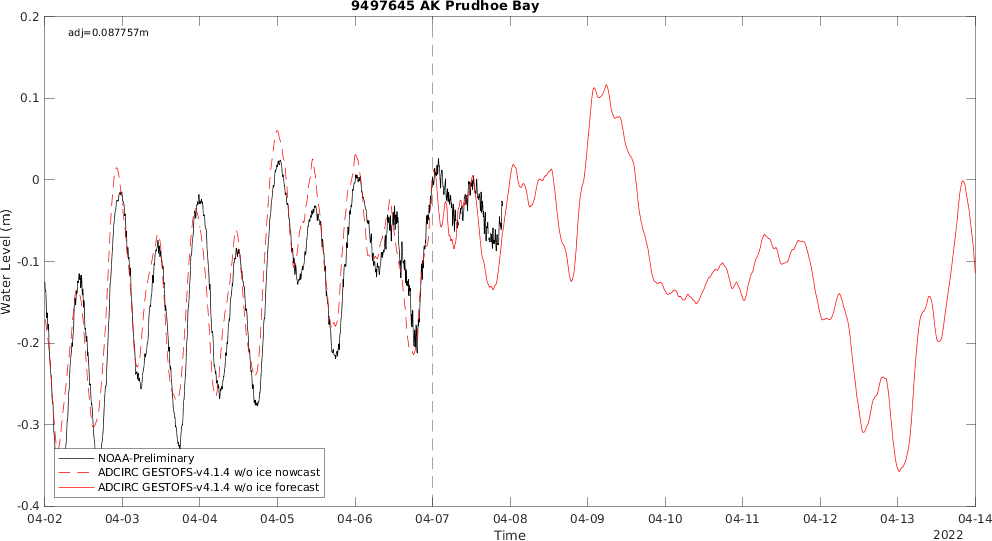 9497645 AK Prudhoe Bay
adj=0.087757m
0.2
0.1
0
-0.1
-0.2
-0.3
-0.4
Water Level (m)
NOAA-Preliminary
ADCIRC GESTOFS-v4.1.4 w/o ice nowcast
ADCIRC GESTOFS-v4.1.4 w/o ice forecast
04-02 04-03 04-04 04-05 04-06 04-07 04-08 04-09 04-10 04-11 04-12 04-13 04-14
Time
2022